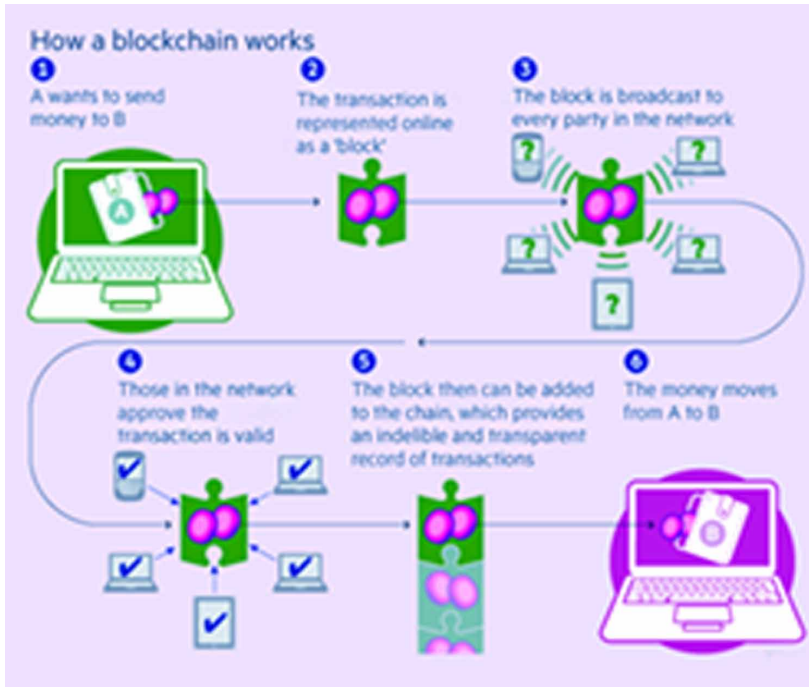 How a blockchain works
1
A wants to send
money to B
2
The transaction is
represented online
as a 'block'
3
The block is broadcast to
every party in the network
A
?
?
?
?
?
4
Those in the network
approve the
transaction is valid
5
The block then can be added
to the chain, which provides
an indelible and transparent
record of transactions
6
The money moves
from A to B
B